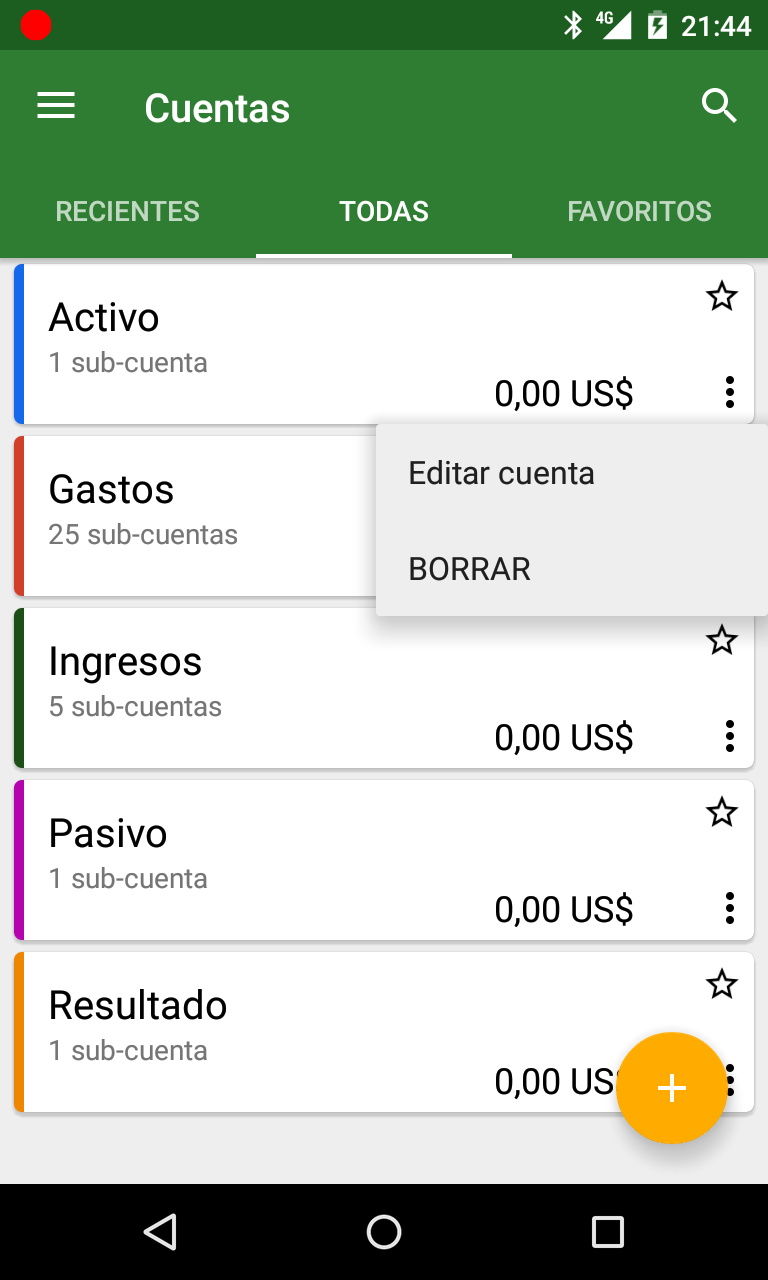 4G 21:44
Cuentas
RECIENTES TODAS FAVORITOS
Activo
1 sub-cuenta
0,00 US$
Editar cuenta
BORRAR
Gastos
25 sub-cuentas
Ingresos
5 sub-cuentas
0,00 US$
Pasivo
1 sub-cuenta
0,00 US$
Resultado
1 sub-cuenta
0,00 US